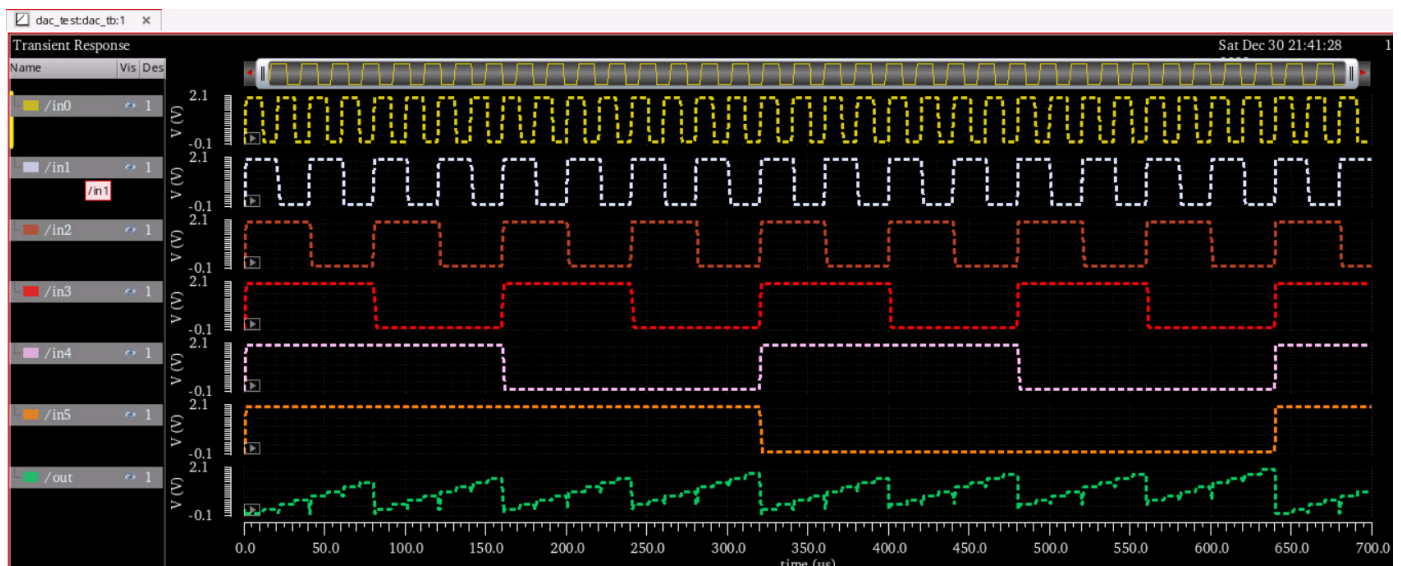 dac_test:dac_tb:1 ×
Transient Response
Sat Dec 30 21:41:28 1
Name Vis Des
/in0 1
2.1
V (V)
-0.1
/in1 1
2.1
V (V)
-0.1
/in1
/in2 1
2.1
V (V)
-0.1
/in3 1
2.1
V (V)
-0.1
/in4 1
2.1
V (V)
-0.1
/in5 1
2.1
V (V)
-0.1
/out 1
2.1
V (V)
-0.1
0.0 50.0 100.0 150.0 200.0 250.0 300.0 350.0 400.0 450.0 500.0 550.0 600.0 650.0 700.0
time (us)